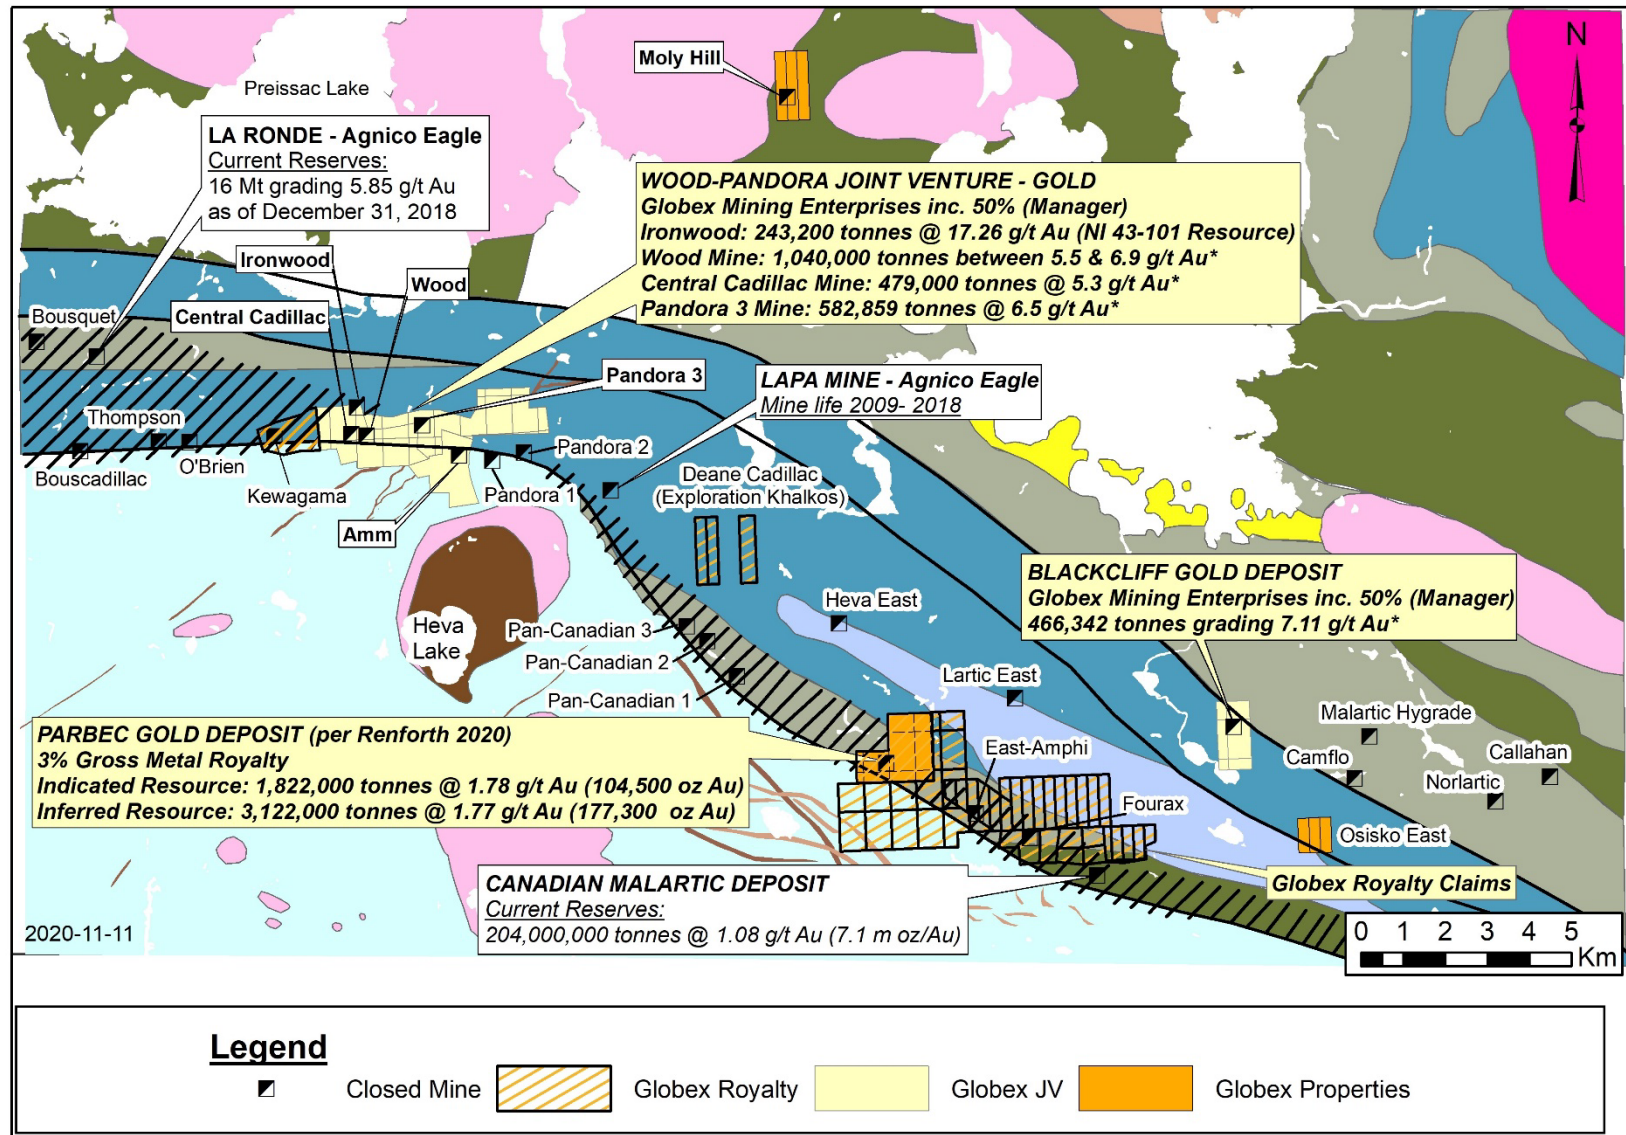 Moly Hill
N
Preissac Lake
LA RONDE - Agnico Eagle
Current Reserves:
16 Mt grading 5.85 g/t Au
as of December 31, 2018
WOOD-PANDORA JOINT VENTURE - GOLD
Globex Mining Enterprises inc. 50% (Manager)
Ironwood: 243,200 tonnes @ 17.26 g/t Au (NI 43-101 Resource)
Wood Mine: 1,040,000 tonnes between 5.5 & 6.9 g/t Au*
Central Cadillac Mine: 479,000 tonnes @ 5.3 g/t Au*
Pandora 3 Mine: 582,859 tonnes @ 6.5 g/t Au*
Ironwood
Wood
Bousquet
Central Cadillac
Pandora 3
LAPA MINE - Agnico Eagle
Mine life 2009- 2018
Thompson
O'Brien
Bouscadillac
Kewagama
Amm
Pandora 1
Pandora 2
Deane Cadillac
(Exploration Khalkos)
Heva
Lake
Pan-Canadian 3
Pan-Canadian 2
Pan-Canadian 1
Heva East
BLACKCLIFF GOLD DEPOSIT
Globex Mining Enterprises inc. 50% (Manager)
466,342 tonnes grading 7.11 g/t Au*
Lartic East
Malartic Hygrade
Callahan
Camflo
Norlartic
PARBEC GOLD DEPOSIT (per Renforth 2020)
3% Gross Metal Royalty
Indicated Resource: 1,822,000 tonnes @ 1.78 g/t Au (104,500 oz Au)
Inferred Resource: 3,122,000 tonnes @ 1.77 g/t Au (177,300 oz Au)
East-Amphi
Fourax
Osisko East
CANADIAN MALARTIC DEPOSIT
Current Reserves:
204,000,000 tonnes @ 1.08 g/t Au (7.1 m oz/Au)
Globex Royalty Claims
2020-11-11
0 1 2 3 4 5
Km
Legend
Closed Mine
Globex Royalty
Globex JV
Globex Properties